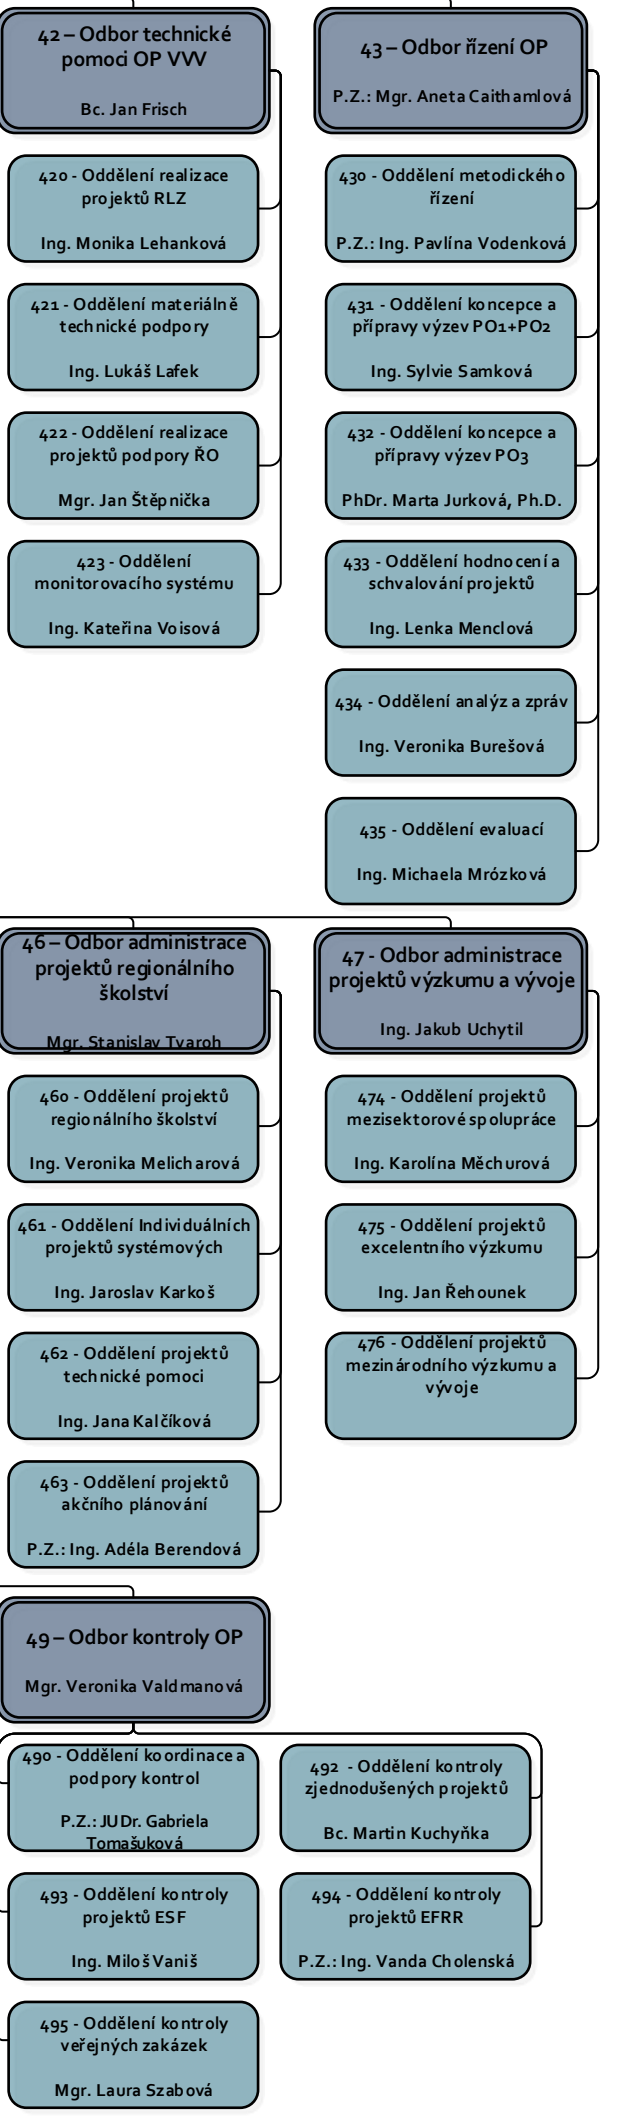 42 – Odbor technické
pomoci OP VVV
Bc. Jan Frisch
420 - Oddělení realizace
projektů RLZ
Ing. Monika Lehanková
421 - Oddělení materiálně
technické podpory
Ing. Lukáš Lafek
422 - Oddělení realizace
projektů podpory ŘO
Mgr. Jan Štěpnička
423 - Oddělení
monitorovacího systému
Ing. Kateřina Voisová
43 – Odbor řízení OP
P.Z.: Mgr. Aneta Caithamlová
430 - Oddělení metodického
řízení
P.Z.: Ing. Pavlína Vodenková
431 - Oddělení koncepce a
přípravy výzev PO1+PO2
Ing. Sylvie Samková
432 - Oddělení koncepce a
přípravy výzev PO3
PhDr. Marta Jurková, Ph.D.
433 - Oddělení hodnocení a
schvalování projektů
Ing. Lenka Menclová
434 - Oddělení analýz a zpráv
Ing. Veronika Burešová
435 - Oddělení evaluací
Ing. Michaela Mrózková
46 – Odbor administrace
projektů regionálního
školství
Mgr. Stanislav Tvaroh
460 - Oddělení projektů
regionálního školství
Ing. Veronika Melicharová
461 - Oddělení Individuálních
projektů systémových
Ing. Jaroslav Karkoš
462 - Oddělení projektů
technické pomoci
Ing. Jana Kalčíková
463 - Oddělení projektů
akčního plánování
P.Z.: Ing. Adéla Berendová
47 - Odbor administrace
projektů výzkumu a vývoje
Ing. Jakub Uchytil
474 - Oddělení projektů
mezisektorové spolupráce
Ing. Karolína Měchurová
475 - Oddělení projektů
excelentního výzkumu
Ing. Jan Řehounek
476 - Oddělení projektů
mezinárodního výzkumu a
vývoje
49 – Odbor kontroly OP
Mgr. Veronika Valdmanová
490 - Oddělení koordinace a
podpory kontrol
P.Z.: JUDr. Gabriela
Tomašuková
492 - Oddělení kontroly
zjednodušených projektů
Bc. Martin Kuchyňka
493 - Oddělení kontroly
projektů ESF
Ing. Miloš Vaniš
494 - Oddělení kontroly
projektů EFRR
P.Z.: Ing. Vanda Cholenská
495 - Oddělení kontroly
veřejných zakázek
Mgr. Laura Szabová